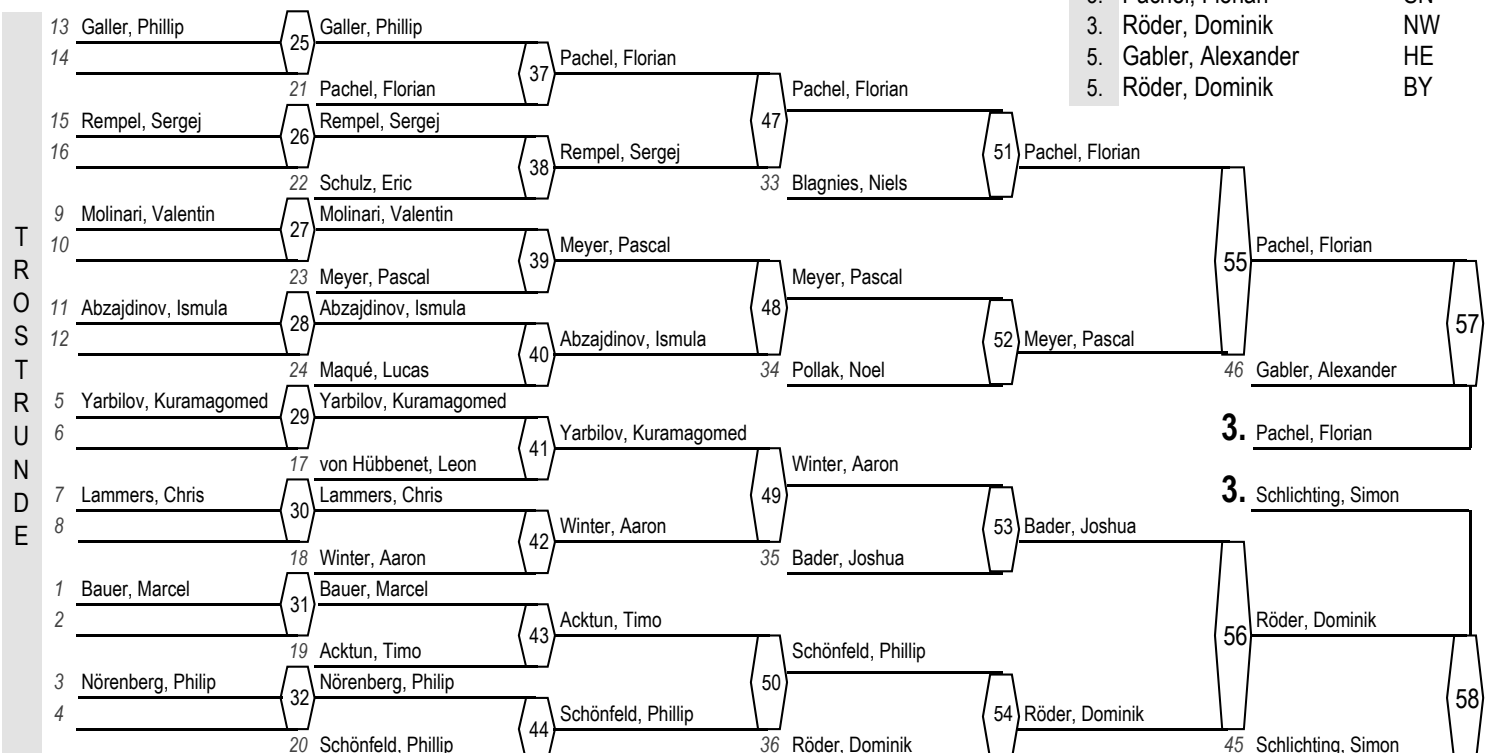 3. Pachel, Florian SN
3. Röder, Dominik NW
5. Gabler, Alexander HE
5. Röder, Dominik BY
TROSTRUNDE
13 Galler, Phillip 25 Galler, Phillip
14 37 Pachel, Florian
21 Pachel, Florian 47 Pachel, Florian
15 Rempel, Sergej 26 Rempel, Sergej
16 38 Rempel, Sergej 51 Pachel, Florian
22 Schulz, Eric 33 Blagnies, Niels
9 Molinari, Valentin 27 Molinari, Valentin
10 39 Meyer, Pascal 55 Pachel, Florian
23 Meyer, Pascal 48 Meyer, Pascal
11 Abzajdinov, Ismula 28 Abzajdinov, Ismula 57
12 40 Abzajdinov, Ismula 52 Meyer, Pascal
24 Maqué, Lucas 34 Pollak, Noel 46 Gabler, Alexander
5 Yarbilov, Kuramagomed 29 Yarbilov, Kuramagomed
6 41 Yarbilov, Kuramagomed 3. Pachel, Florian
17 von Hübbenet, Leon 49 Winter, Aaron
7 Lammers, Chris 30 Lammers, Chris 3. Schlichting, Simon
8 42 Winter, Aaron 53 Bader, Joshua
18 Winter, Aaron 35 Bader, Joshua
1 Bauer, Marcel 31 Bauer, Marcel
2 43 Acktun, Timo 56 Röder, Dominik
19 Acktun, Timo 50 Schönfeld, Phillip
3 Nörenberg, Philip 32 Nörenberg, Philip 58
4 44 Schönfeld, Phillip 54 Röder, Dominik
20 Schönfeld, Phillip 36 Röder, Dominik 45 Schlichting, Simon